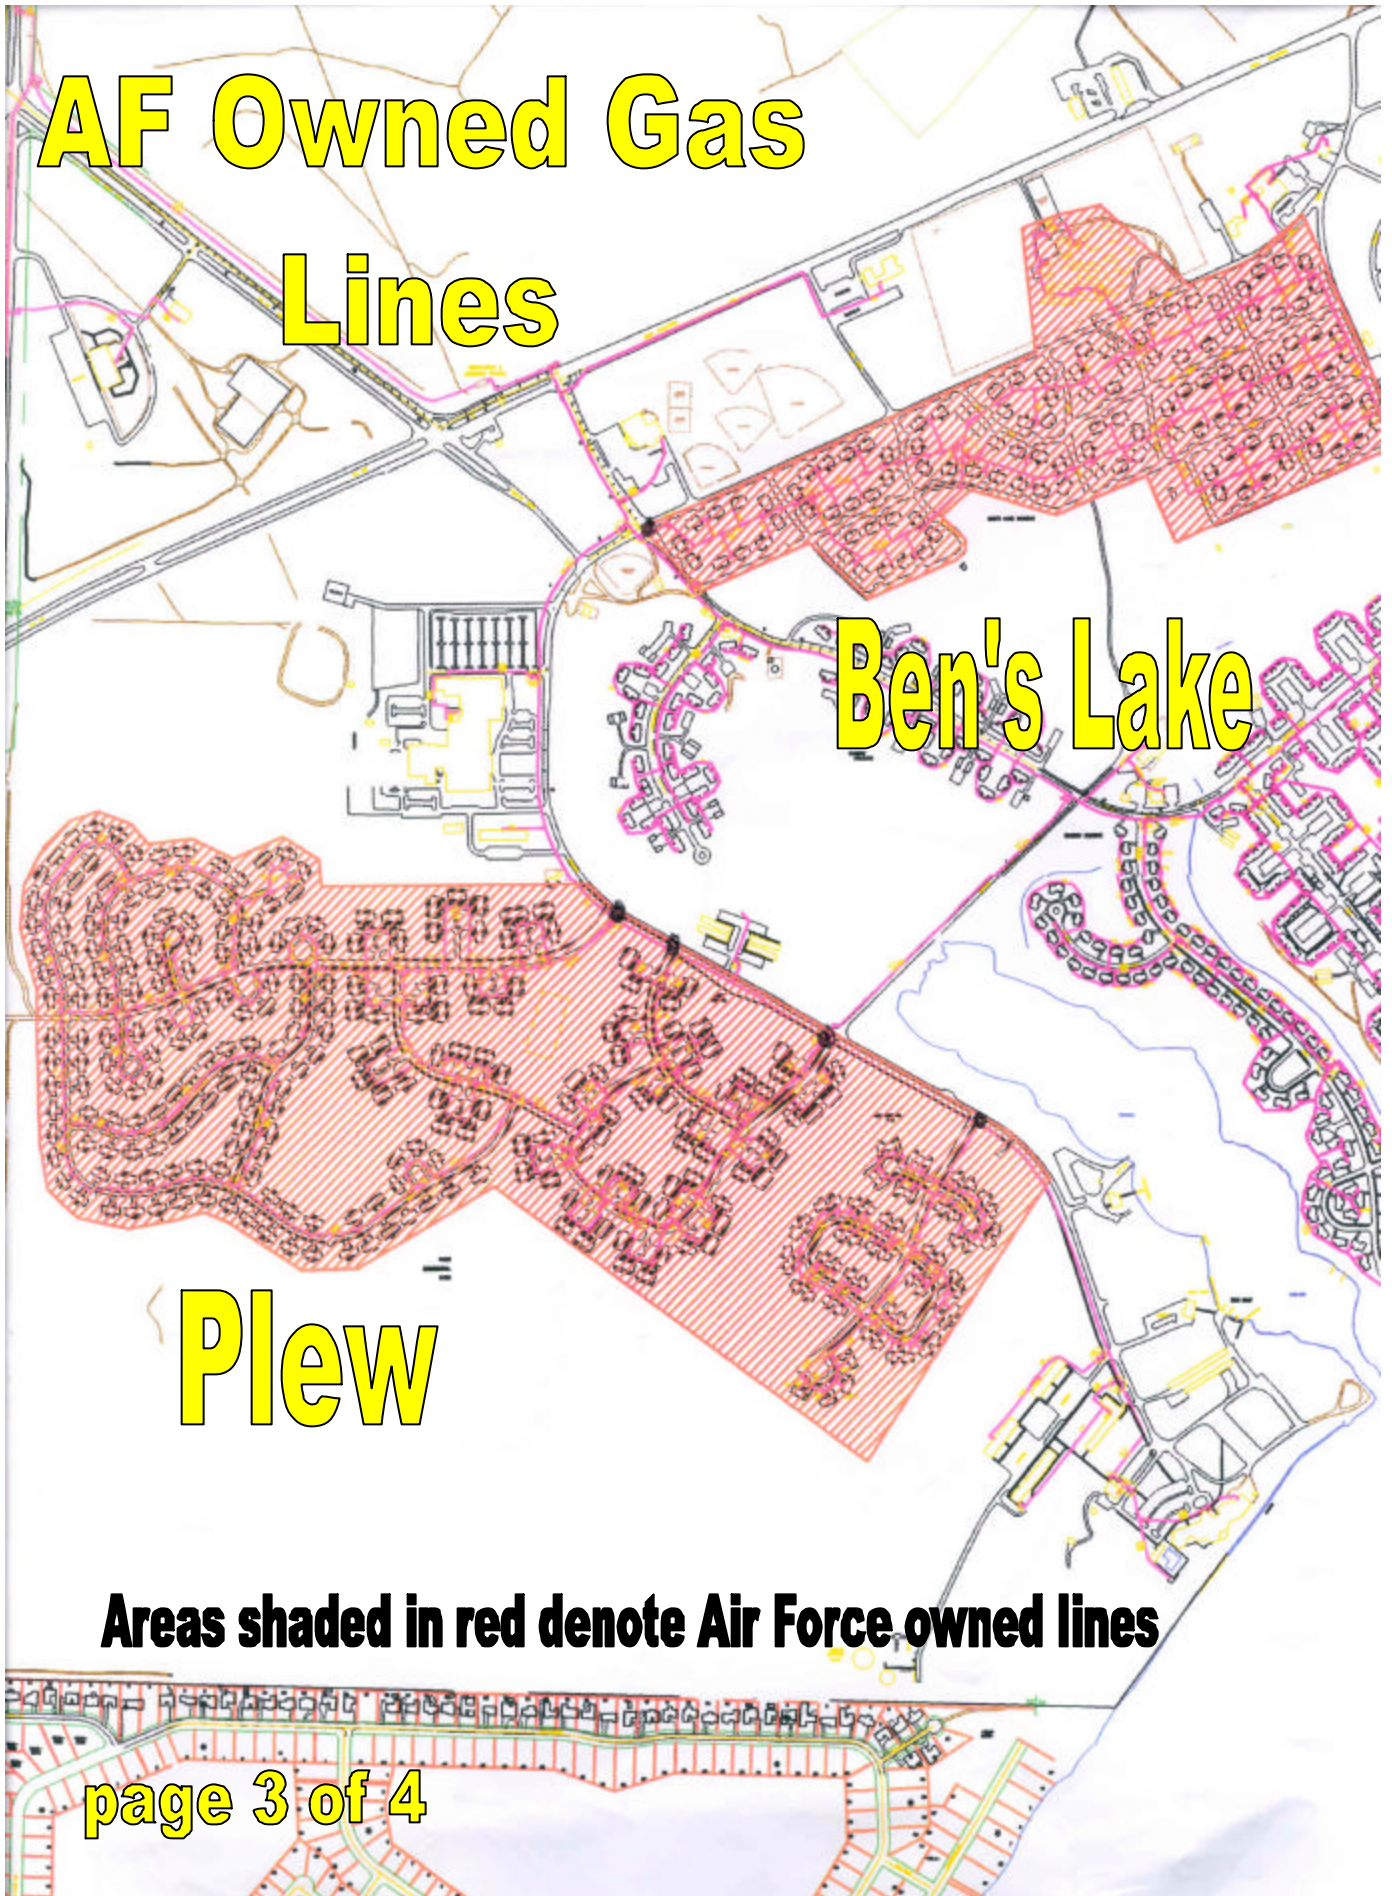 AF Owned Gas
Lines
Ben's Lake
Plew
Areas shaded in red denote Air Force owned lines
page 3 of 4